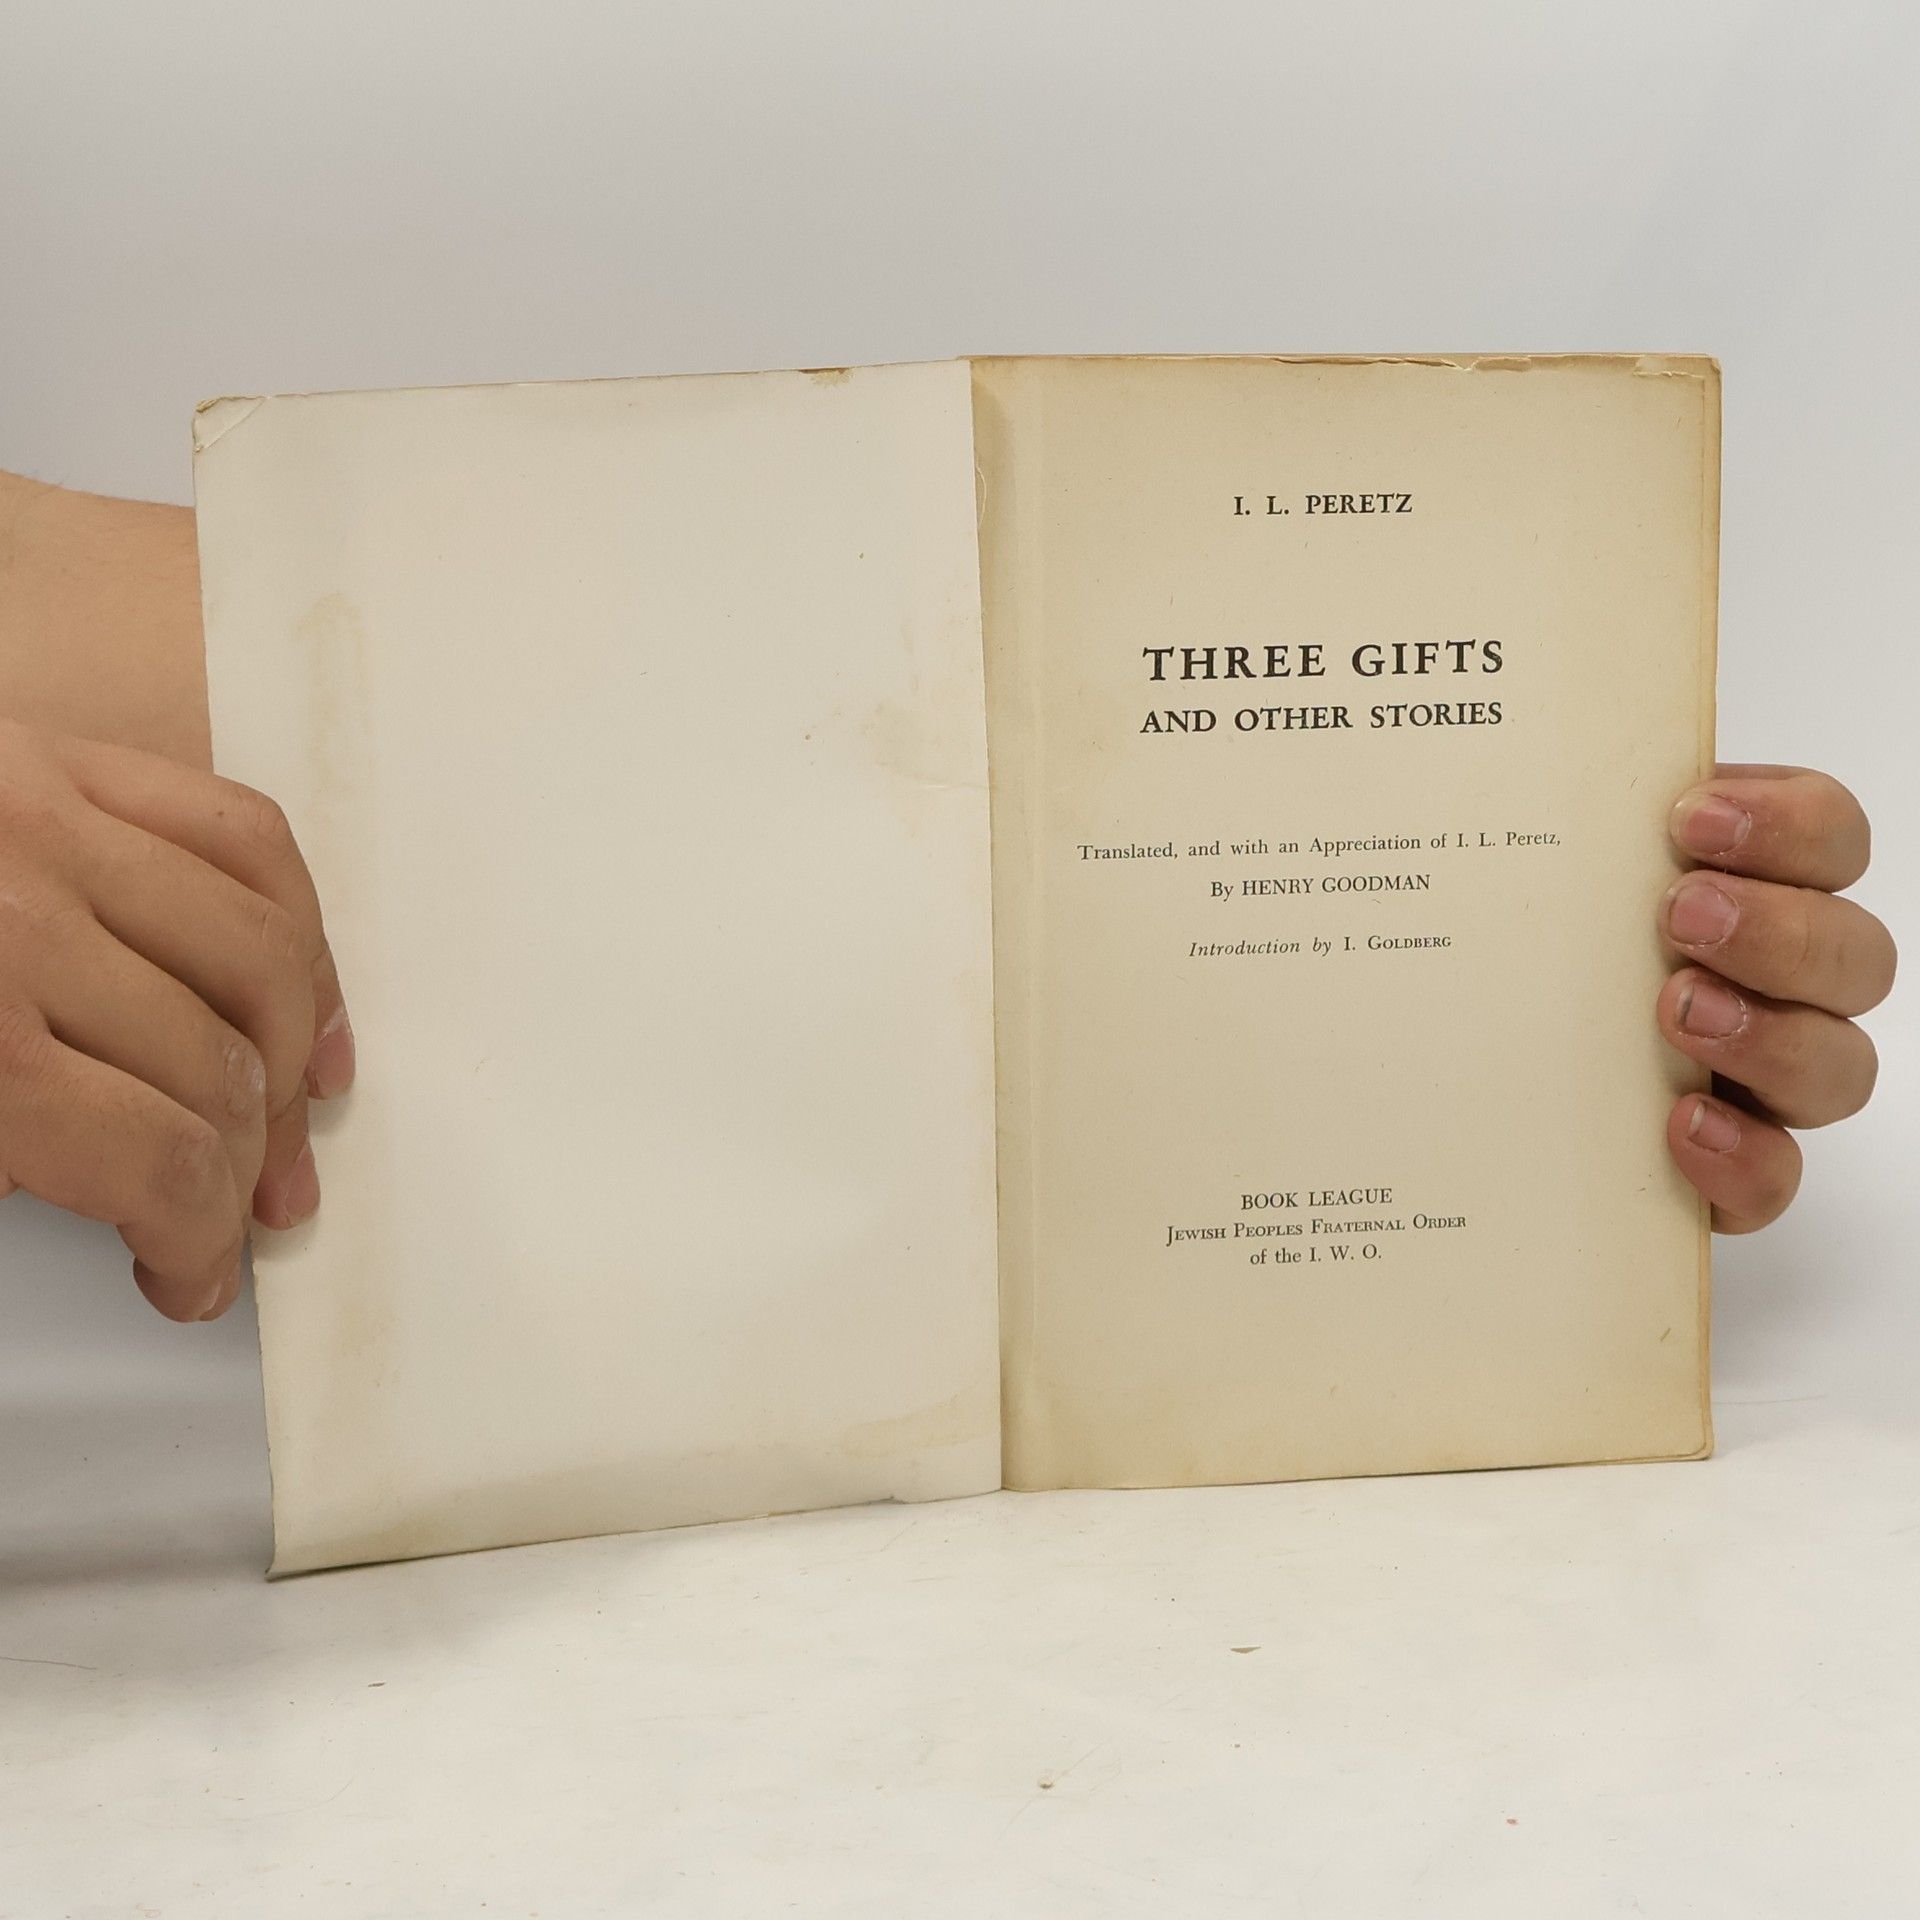 I. L. PERETZ
THREE GIFTS
AND OTHER STORIES
Translated, and with an Appreciation of I. L. Peretz,
By HENRY GOODMAN
Introduction by I. GOLDBERG
BOOK LEAGUE
JEWISH PEOPLES FRATERNAL ORDER
of the I. W. O.